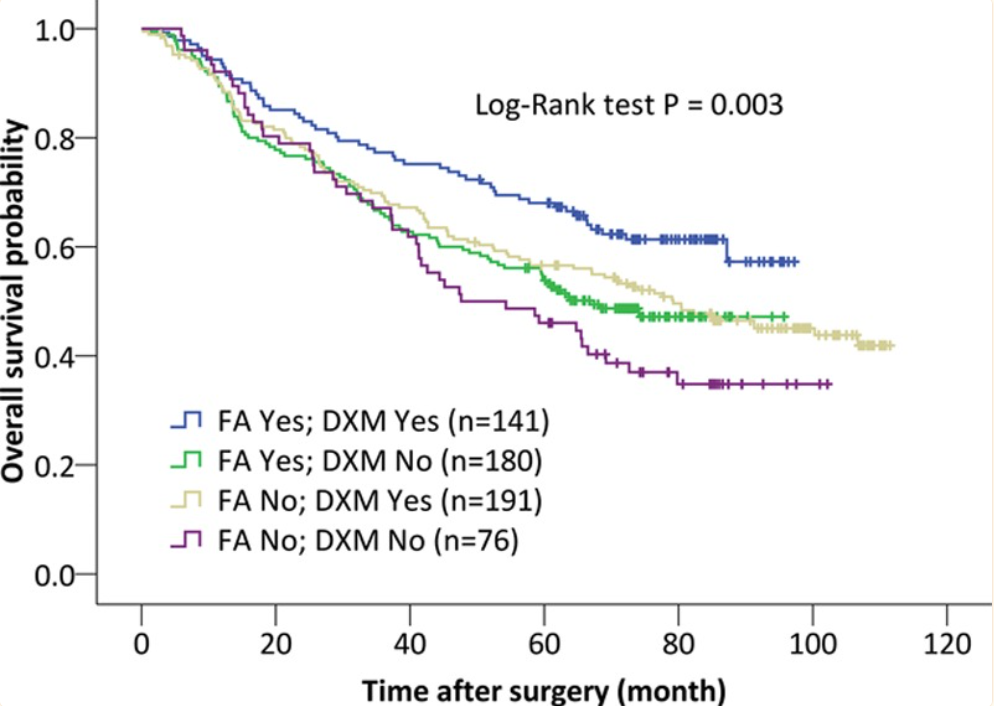 Overall survival probability
1.0
0.8
0.6
0.4
0.2
0.0
Log-Rank test P = 0.003
FA Yes; DXM Yes (n=141)
FA Yes; DXM No (n=180)
FA No; DXM Yes (n=191)
FA No; DXM No (n=76)
0 20 40 60 80 100 120
Time after surgery (month)